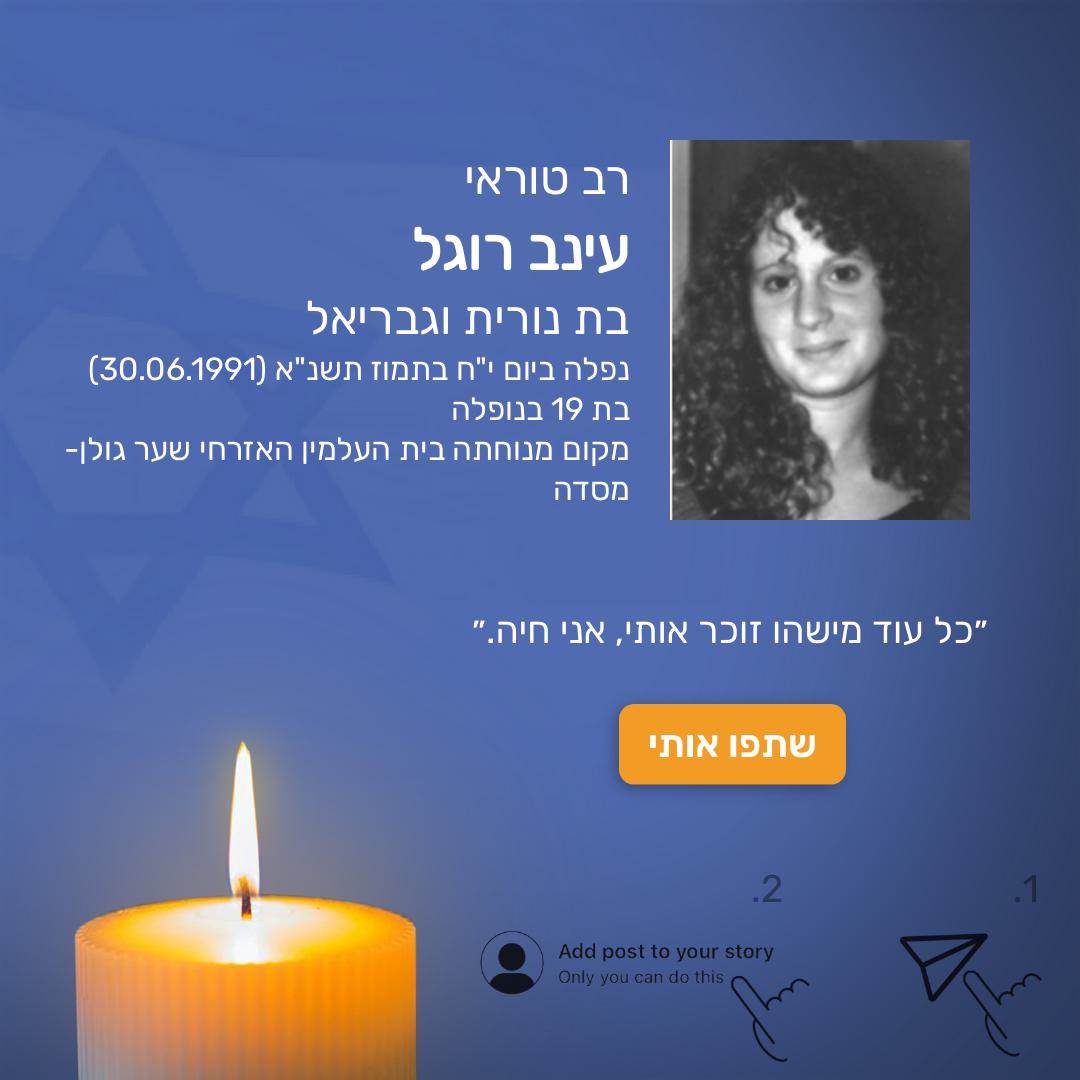 רב טוראי
עינב רוגל
בת נורית וגבריאל
נפלה ביום י"ח בתמוז תשנ"א (30.06.1991)
בת 19 בנופלה
מקום מנוחתה בית העלמין האזרחי שער גולן-
מסדה
״כל עוד מישהו זוכר אותי, אני חיה.״
שתפו אותי
1.
2.
Add post to your story
Only you can do this